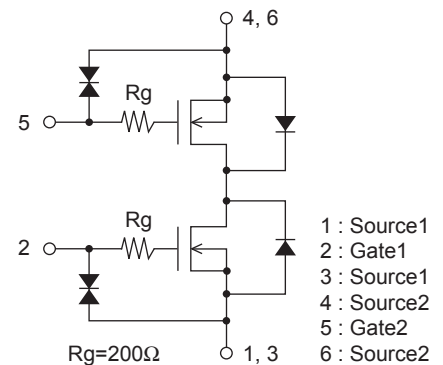 4, 6
Rg
5
Rg
2
Rg=200Ω
1, 3
1 : Source1
2 : Gate1
3 : Source1
4 : Source2
5 : Gate2
6 : Source2